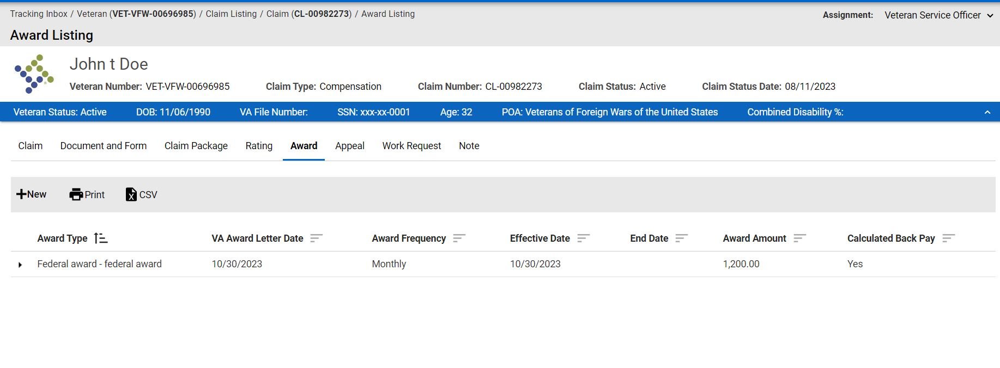 Tracking Inbox / Veteran (VET-VFW-00696985) / Claim Listing / Claim (CL-00982273) / Award Listing
Assignment: Veteran Service Officer
Award Listing
John t Doe
Veteran Number: VET-VFW-00696985 Claim Type: Compensation Claim Number: CL-00982273 Claim Status: Active Claim Status Date: 08/11/2023
Veteran Status: Active DOB: 11/06/1990 VA File Number: SSN: xxx-xx-0001 Age: 32 POA: Veterans of Foreign Wars of the United States Combined Disability %:
Claim Document and Form Claim Package Rating Award Appeal Work Request Note
New Print CSV
Award Type VA Award Letter Date Award Frequency Effective Date End Date Award Amount Calculated Back Pay
Federal award - federal award 10/30/2023 Monthly 10/30/2023 1,200.00 Yes